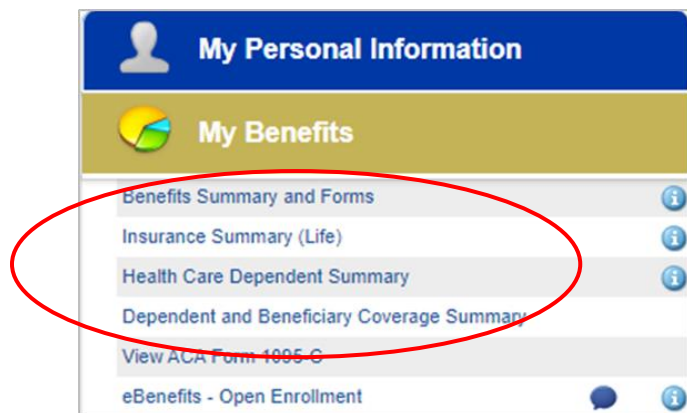 My Personal Information
My Benefits
Benefits Summary and Forms
Insurance Summary (Life)
Health Care Dependent Summary
Dependent and Beneficiary Coverage Summary
View ACA Form 1095-C
eBenefits - Open Enrollment